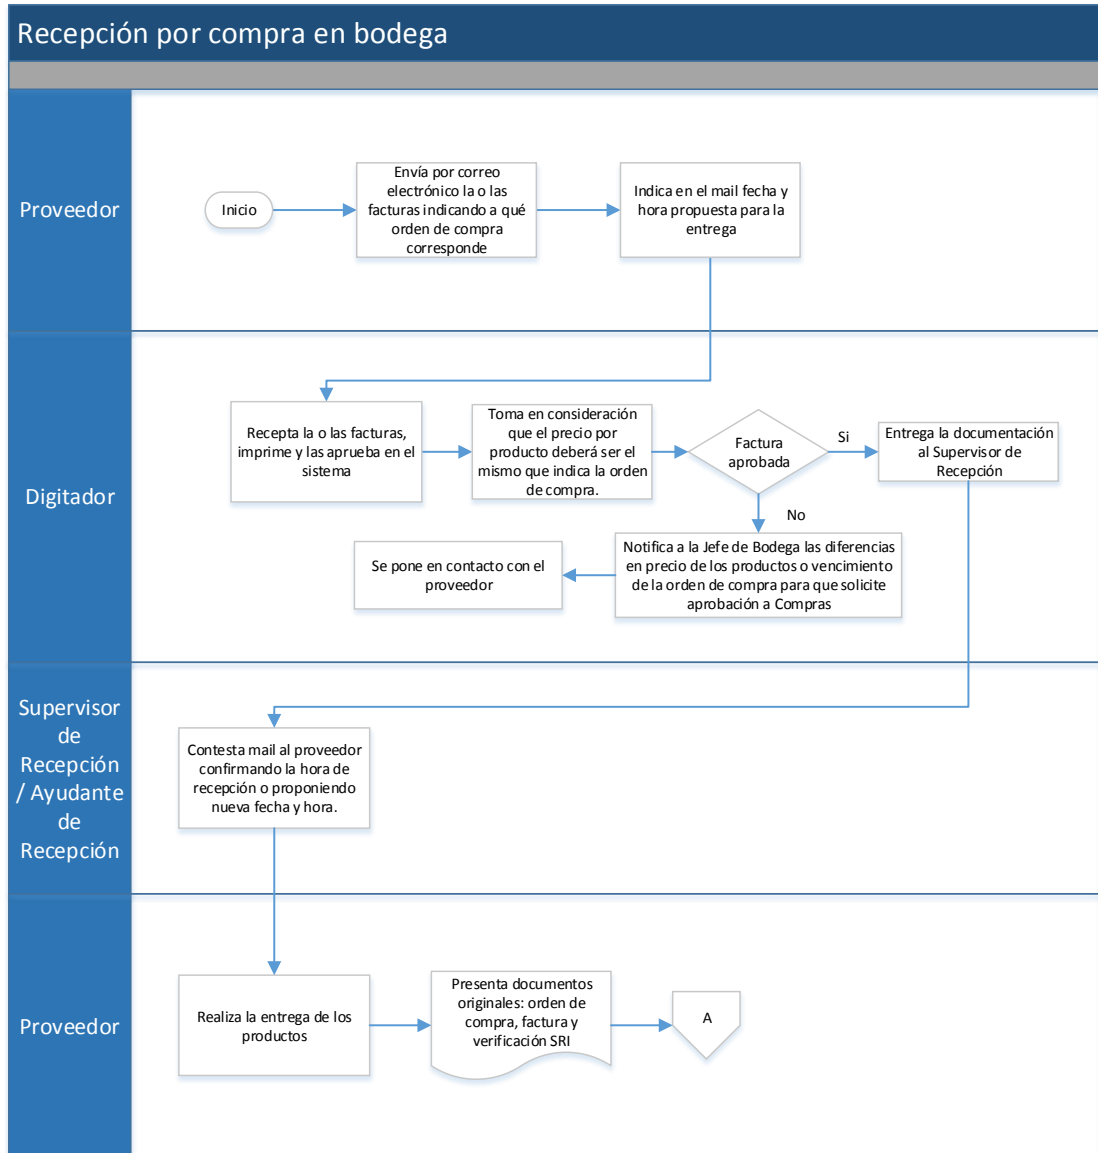 Recepción por compra en bodega
Proveedor
Inicio
Envía por correo
electrónico la o las
facturas indicando a qué
orden de compra
corresponde
Indica en el mail fecha y
hora propuesta para la
entrega
Digitador
Recepta la o las facturas,
imprime y las aprueba en el
sistema
Toma en consideración
que el precio por
producto deberá ser el
mismo que indica la orden
de compra.
Factura
aprobada
Si
Entrega la documentación
al Supervisor de
Recepción
No
Notifica a la Jefe de Bodega las diferencias
en precio de los productos o vencimiento
de la orden de compra para que solicite
aprobación a Compras
Se pone en contacto con el
proveedor
Supervisor
de
Recepción
/ Ayudante
de
Recepción
Contesta mail al proveedor
confirmando la hora de
recepción o proponiendo
nueva fecha y hora.
Proveedor
Realiza la entrega de los
productos
Presenta documentos
originales: orden de
compra, factura y
verificación SRI
A